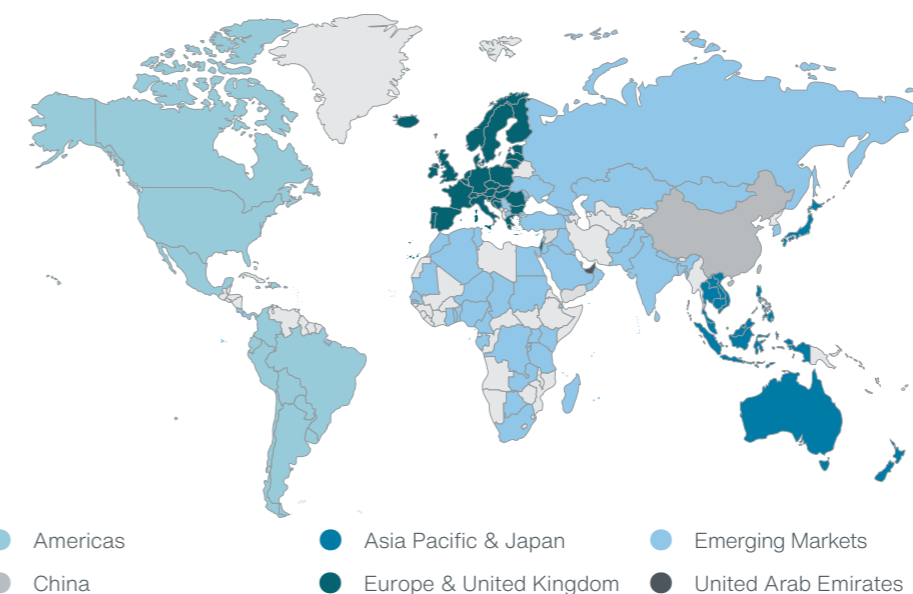 Americas
Asia Pacific & Japan
Emerging Markets
China
Europe & United Kingdom
United Arab Emirates